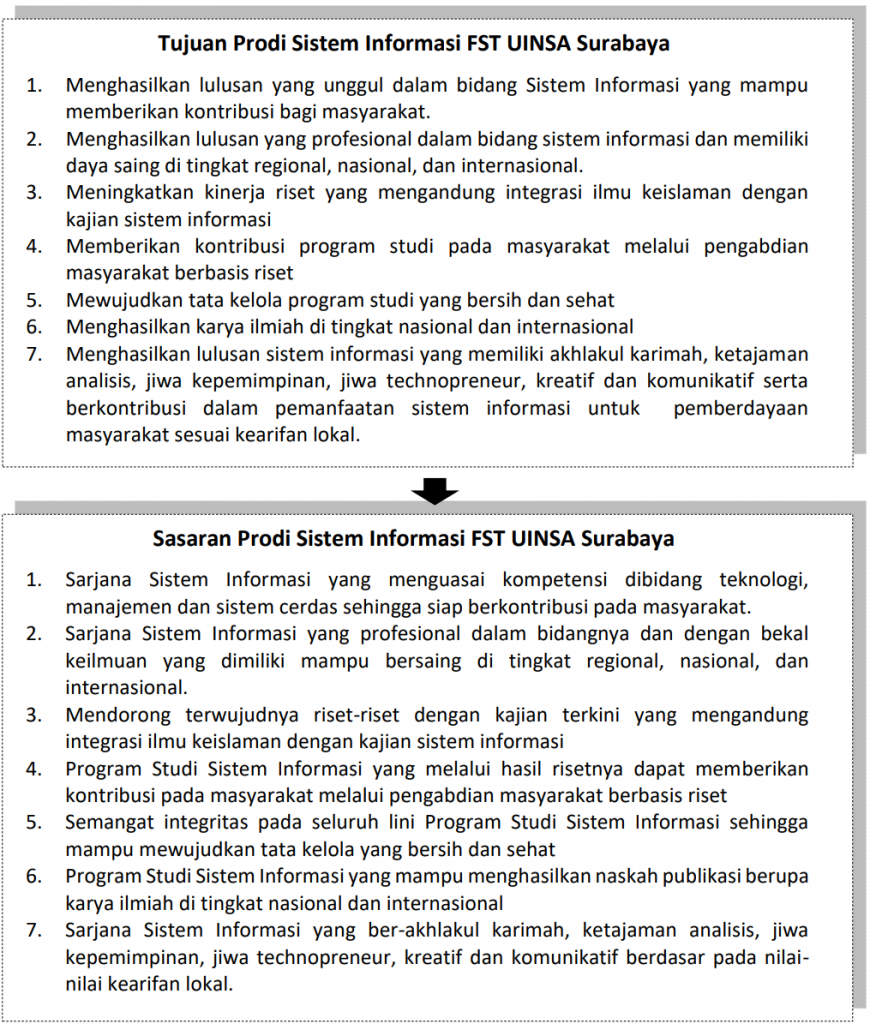 Tujuan Prodi Sistem Informasi FST UINSA Surabaya
1. Menghasilkan lulusan yang unggul dalam bidang Sistem Informasi yang mampu
memberikan kontribusi bagi masyarakat.
2. Menghasilkan lulusan yang profesional dalam bidang sistem informasi dan memiliki
daya saing di tingkat regional, nasional, dan internasional.
3. Meningkatkan kinerja riset yang mengandung integrasi ilmu keislaman dengan
kajian sistem informasi
4. Memberikan kontribusi program studi pada masyarakat melalui pengabdian
masyarakat berbasis riset
5. Mewujudkan tata kelola program studi yang bersih dan sehat
6. Menghasilkan karya ilmiah di tingkat nasional dan internasional
7. Menghasilkan lulusan sistem informasi yang memiliki akhlakul karimah, ketajaman
analisis, jiwa kepemimpinan, jiwa technopreneur, kreatif dan komunikatif serta
berkontribusi dalam pemanfaatan sistem informasi untuk pemberdayaan
masyarakat sesuai kearifan lokal.
Sasaran Prodi Sistem Informasi FST UINSA Surabaya
1. Sarjana Sistem Informasi yang menguasai kompetensi dibidang teknologi,
manajemen dan sistem cerdas sehingga siap berkontribusi pada masyarakat.
2. Sarjana Sistem Informasi yang profesional dalam bidangnya dan dengan bekal
keilmuan yang dimiliki mampu bersaing di tingkat regional, nasional, dan
internasional.
3. Mendorong terwujudnya riset-riset dengan kajian terkini yang mengandung
integrasi ilmu keislaman dengan kajian sistem informasi
4. Program Studi Sistem Informasi yang melalui hasil risetnya dapat memberikan
kontribusi pada masyarakat melalui pengabdian masyarakat berbasis riset
5. Semangat integritas pada seluruh lini Program Studi Sistem Informasi sehingga
mampu mewujudkan tata kelola yang bersih dan sehat
6. Program Studi Sistem Informasi yang mampu menghasilkan naskah publikasi berupa
karya ilmiah di tingkat nasional dan internasional
7. Sarjana Sistem Informasi yang ber-akhlakul karimah, ketajaman analisis, jiwa
kepemimpinan, jiwa technopreneur, kreatif dan komunikatif berdasar pada nilai-
nilai kearifan lokal.